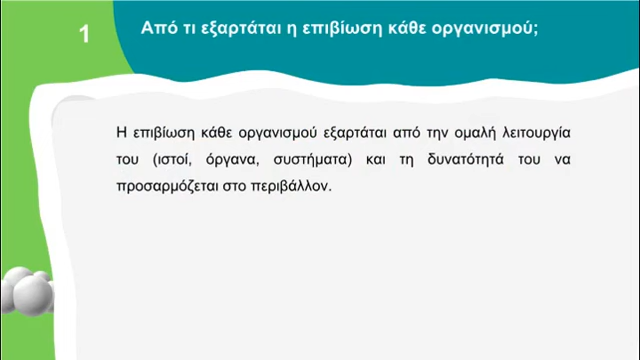 1
Από τι εξαρτάται η επιβίωση κάθε οργανισμού;
Η επιβίωση κάθε οργανισμού εξαρτάται από την ομαλή λειτουργία
του (ιστοί, όργανα, συστήματα) και τη δυνατότητά του να
προσαρμόζεται στο περιβάλλον.